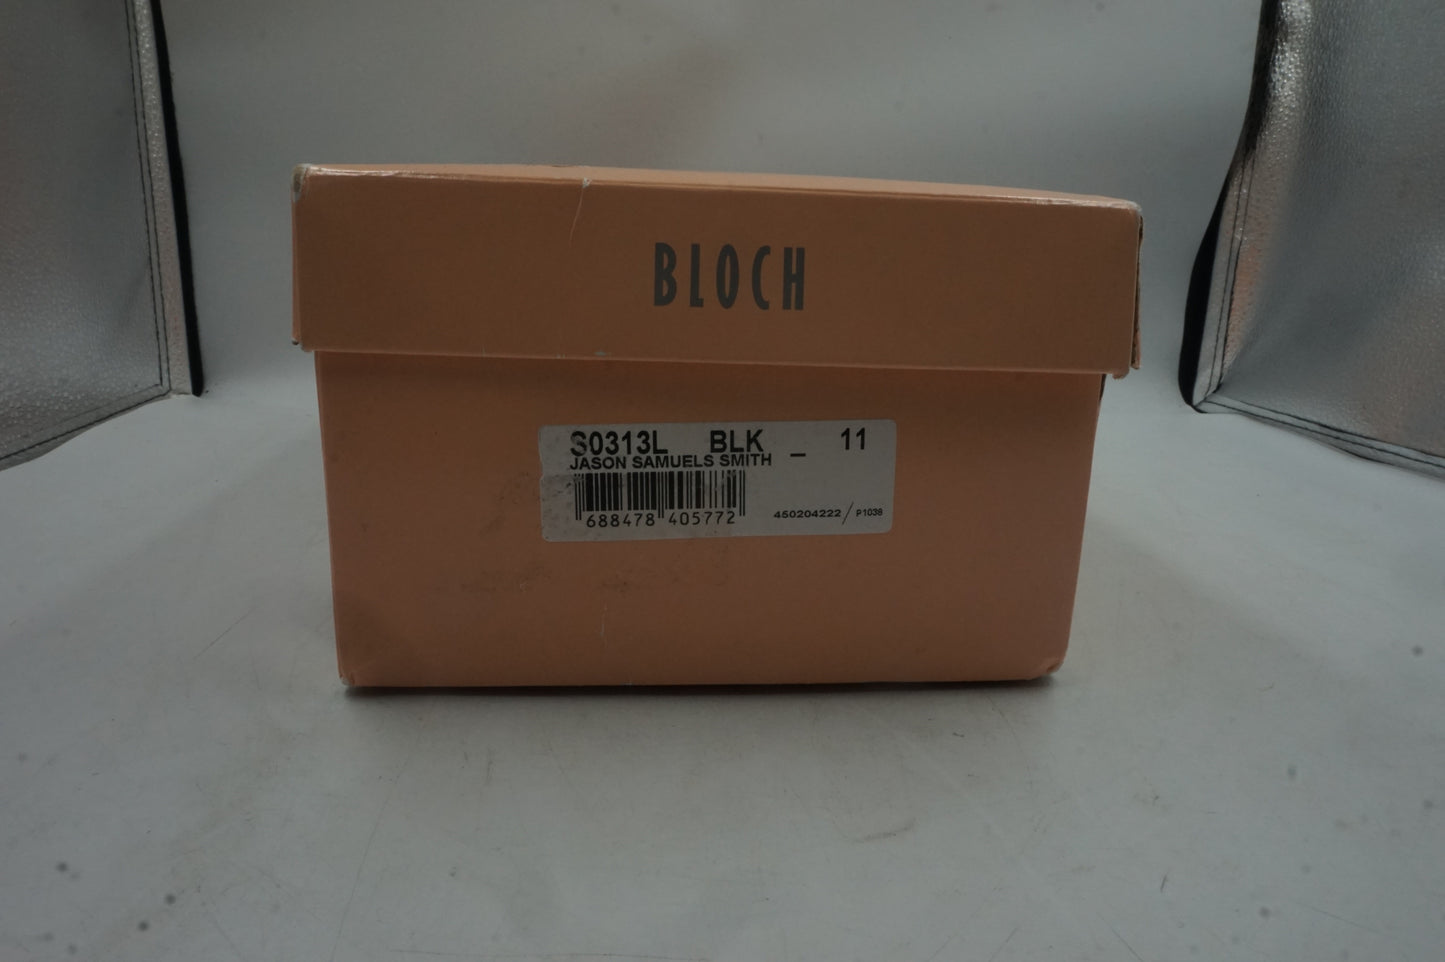 BLOCH
S0313L BLK _ 11
JASON SAMUELS SMITH
688478 405772
450204222/P1038